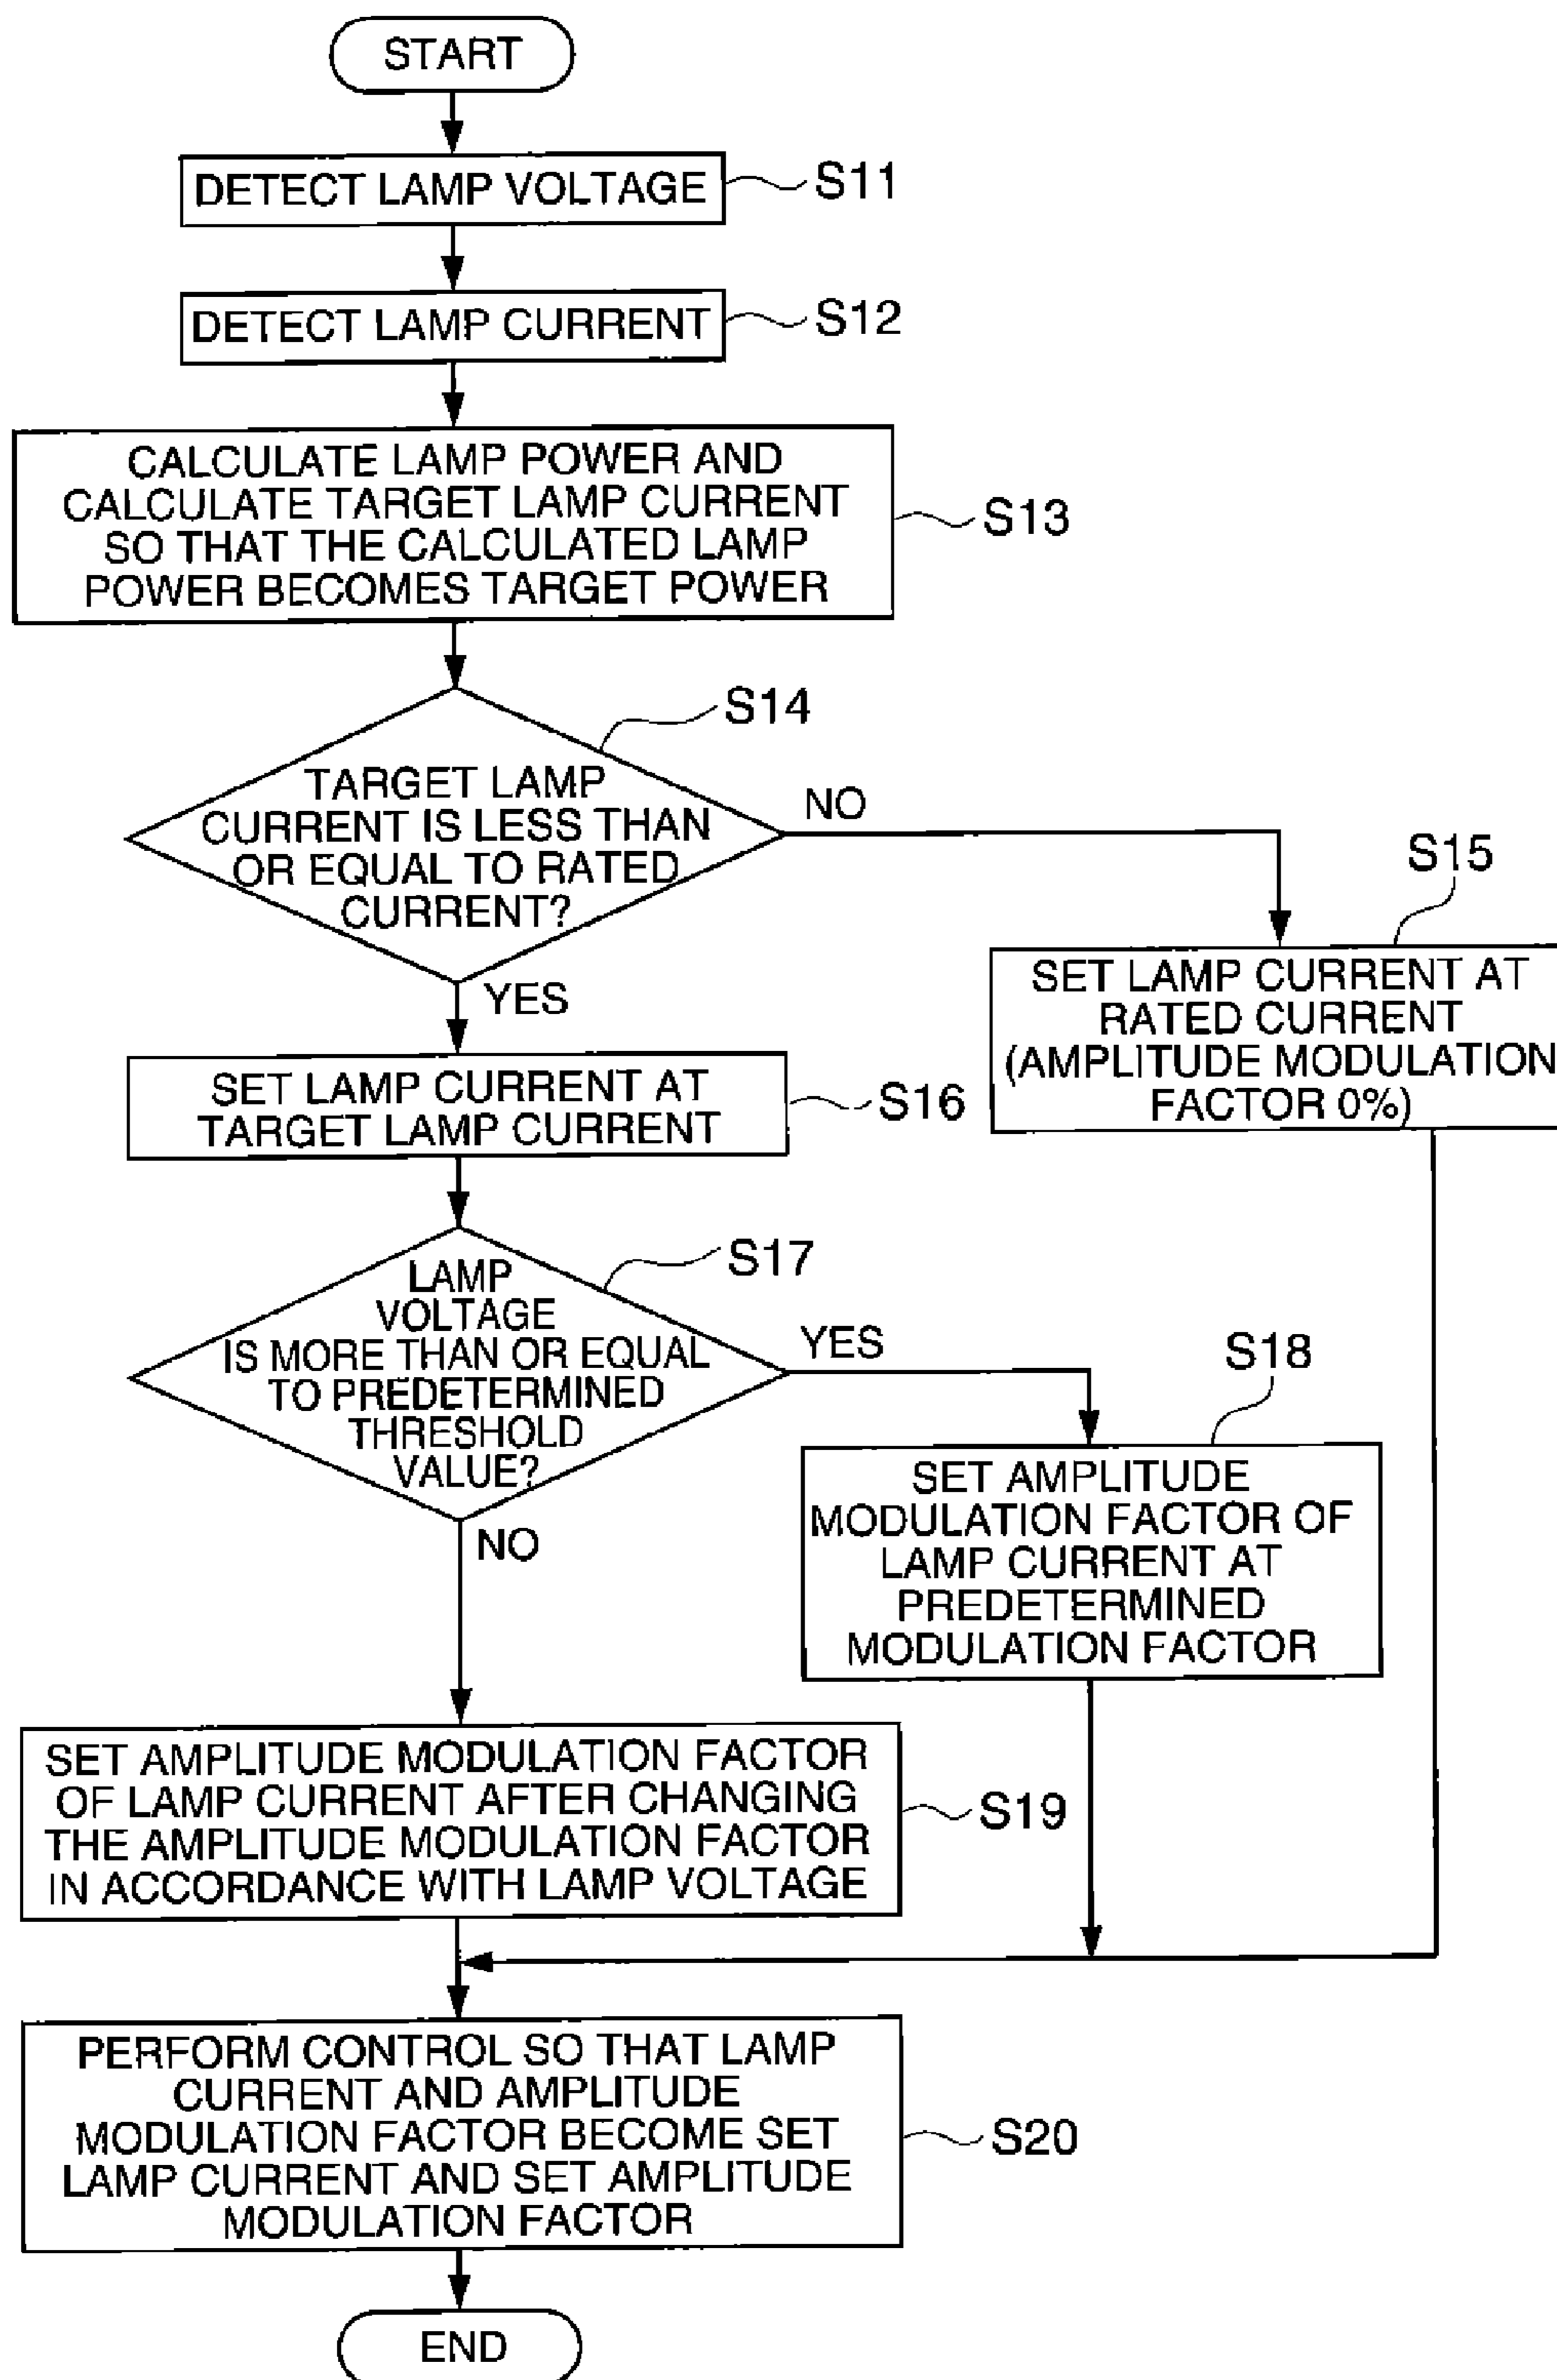 START
DETECT LAMP VOLTAGE
S11
DETECT LAMP CURRENT
S12
CALCULATE LAMP POWER AND
CALCULATE TARGET LAMP CURRENT
SO THAT THE CALCULATED LAMP
POWER BECOMES TARGET POWER
S13
S14
TARGET LAMP
CURRENT IS LESS THAN
OR EQUAL TO RATED
CURRENT?
NO
YES
S15
SET LAMP CURRENT AT
RATED CURRENT
(AMPLITUDE MODULATION
FACTOR 0%)
SET LAMP CURRENT AT
TARGET LAMP CURRENT
S16
S17
LAMP
VOLTAGE
IS MORE THAN OR EQUAL
TO PREDETERMINED
THRESHOLD
VALUE?
YES
NO
S18
SET AMPLITUDE
MODULATION FACTOR OF
LAMP CURRENT AT
PREDETERMINED
MODULATION FACTOR
SET AMPLITUDE MODULATION FACTOR
OF LAMP CURRENT AFTER CHANGING
THE AMPLITUDE MODULATION FACTOR
IN ACCORDANCE WITH LAMP VOLTAGE
S19
PERFORM CONTROL SO THAT LAMP
CURRENT AND AMPLITUDE
MODULATION FACTOR BECOME SET
LAMP CURRENT AND SET AMPLITUDE
MODULATION FACTOR
S20
END